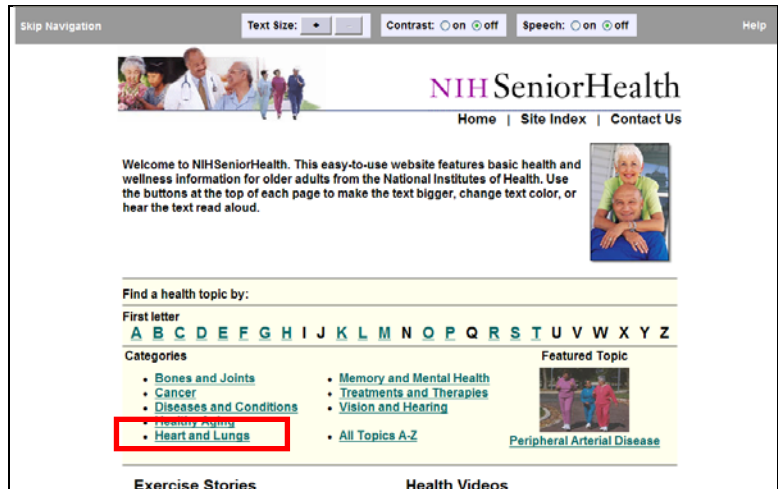 Skip Navigation Text Size: + - Contrast: on off Speech: on off Help
NIHSeniorHealth
Home | Site Index | Contact Us
Welcome to NIHSeniorHealth. This easy-to-use website features basic health and
wellness information for older adults from the National Institutes of Health. Use
the buttons at the top of each page to make the text bigger, change text color, or
hear the text read aloud.
Find a health topic by:
First letter
A B C D E F G H I J K L M N O P Q R S T U V W X Y Z
Categories
Bones and Joints
Cancer
Diseases and Conditions
Healthy Aging
Heart and Lungs
Memory and Mental Health
Treatments and Therapies
Vision and Hearing
All Topics A-Z
Featured Topic
Peripheral Arterial Disease
Exercise Stories
Health Videos